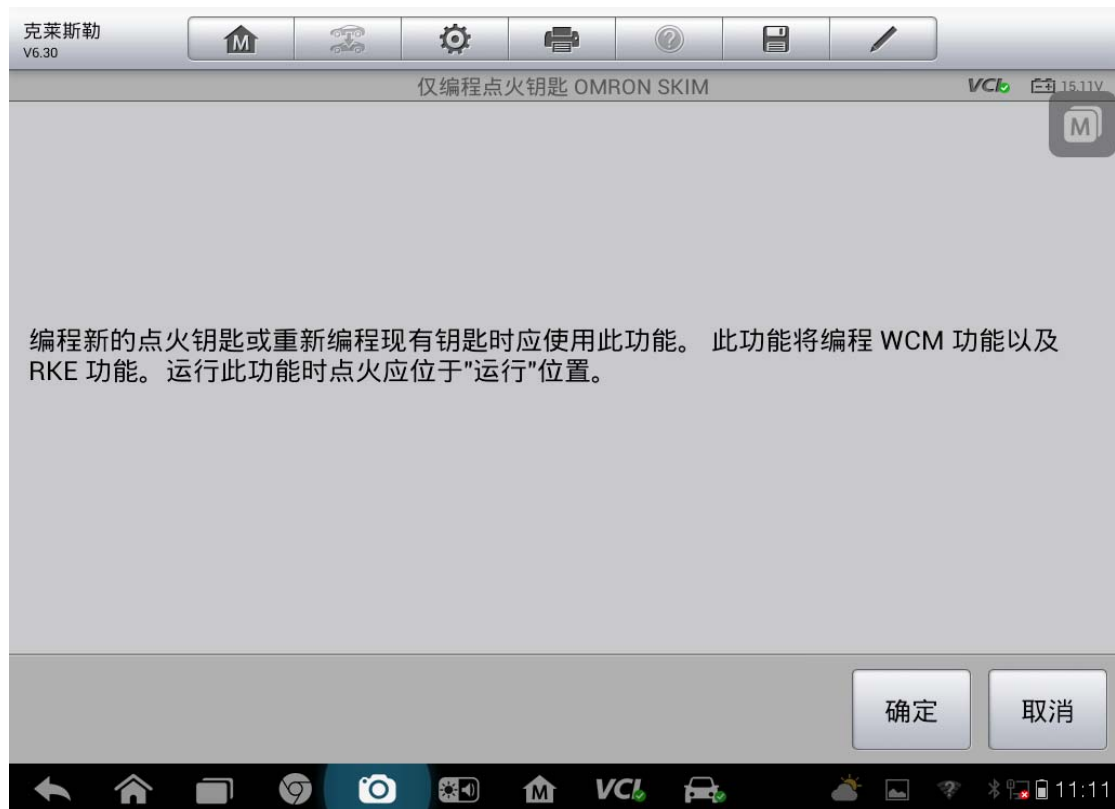 克莱斯勒
V6.30
仅编程点火钥匙 OMRON SKIM
VCI
15.11V
M
M
编程新的点火钥匙或重新编程现有钥匙时应使用此功能。 此功能将编程 WCM 功能以及
RKE 功能。运行此功能时点火应位于"运行"位置。
确定
取消
M
VCI
11:11